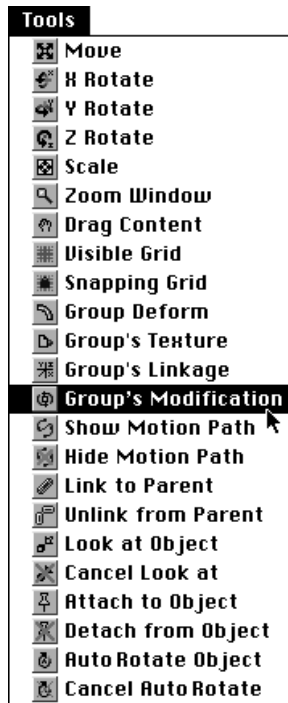 Tools
Move
X Rotate
Y Rotate
Z Rotate
Scale
Zoom Window
Drag Content
Visible Grid
Snapping Grid
Group Deform
Group's Texture
Group's Linkage
Group's Modification
Show Motion Path
Hide Motion Path
Link to Parent
Unlink from Parent
Look at Object
Cancel Look at
Attach to Object
Detach from Object
Auto Rotate Object
Cancel Auto Rotate